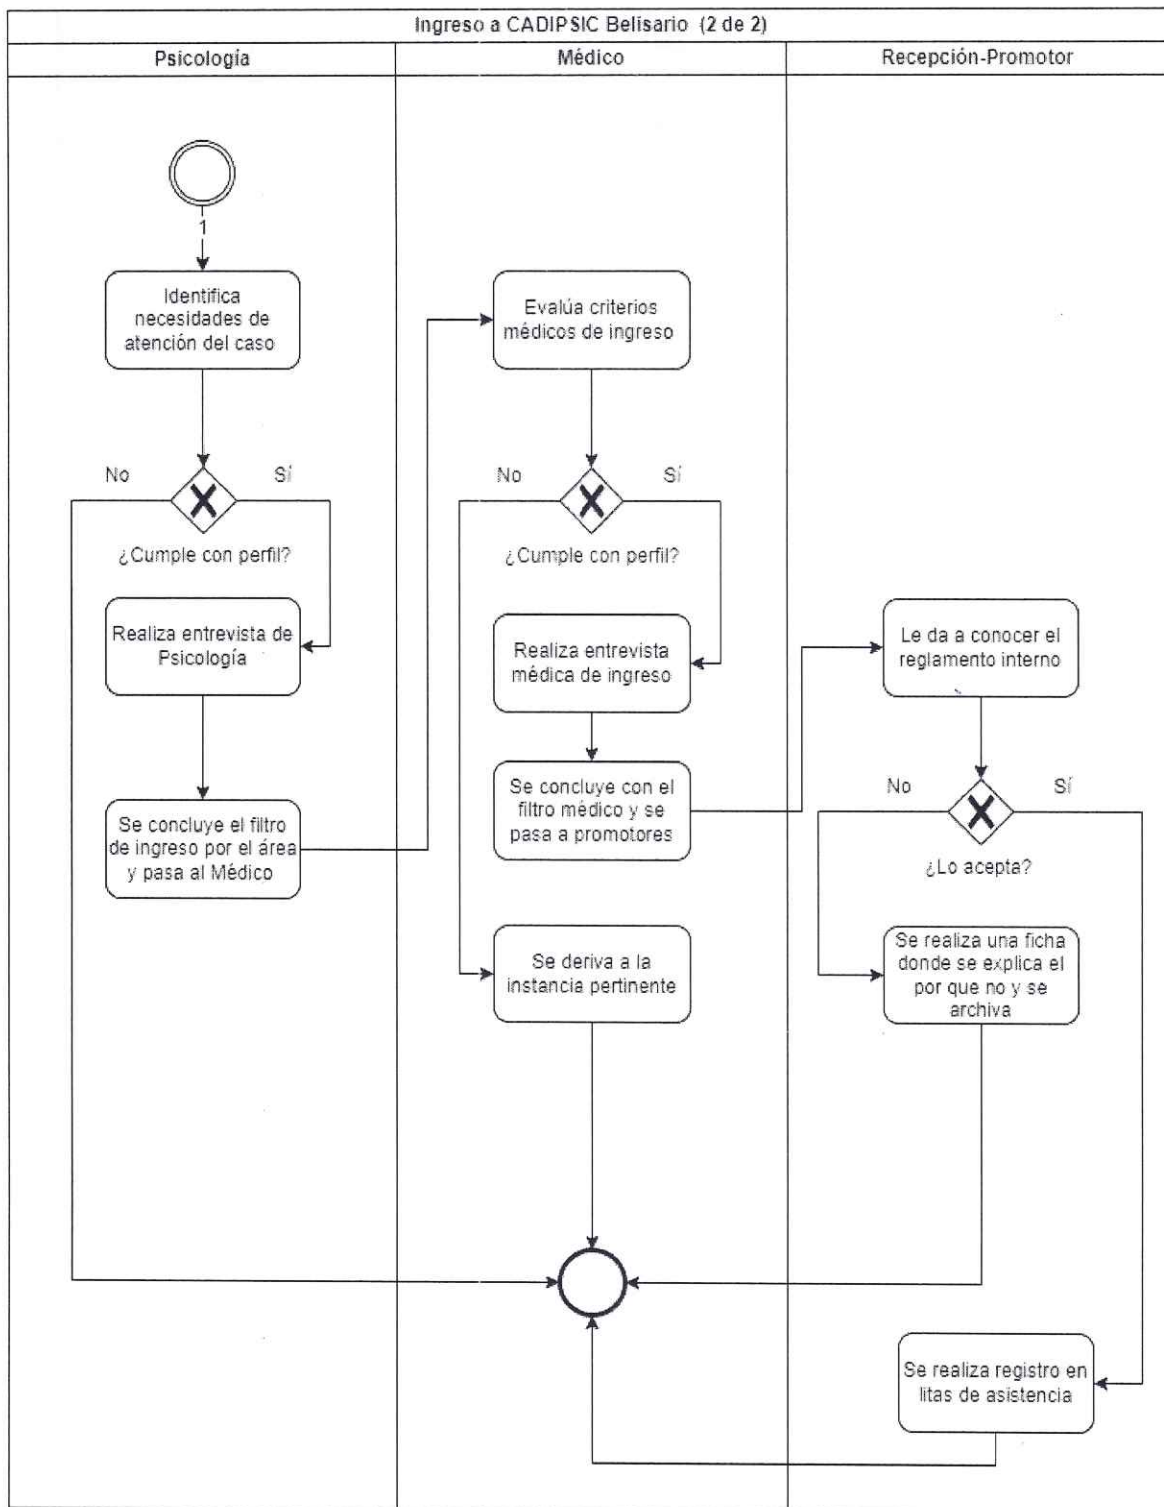 Ingreso a CADIPSIC Belisario (2 de 2)
Psicología
Médico
Recepción-Promotor
1
Identifica
necesidades de
atención del caso
No
Sí
¿Cumple con perfil?
Realiza entrevista de
Psicología
Se concluye el filtro
de ingreso por el área
y pasa al Médico
Evalúa criterios
médicos de ingreso
No
Sí
¿Cumple con perfil?
Realiza entrevista
médica de ingreso
Se concluye con el
filtro médico y se
pasa a promotores
Se deriva a la
instancia pertinente
Le da a conocer el
reglamento interno
No
Sí
¿Lo acepta?
Se realiza una ficha
donde se explica el
por que no y se
archiva
Se realiza registro en
litas de asistencia